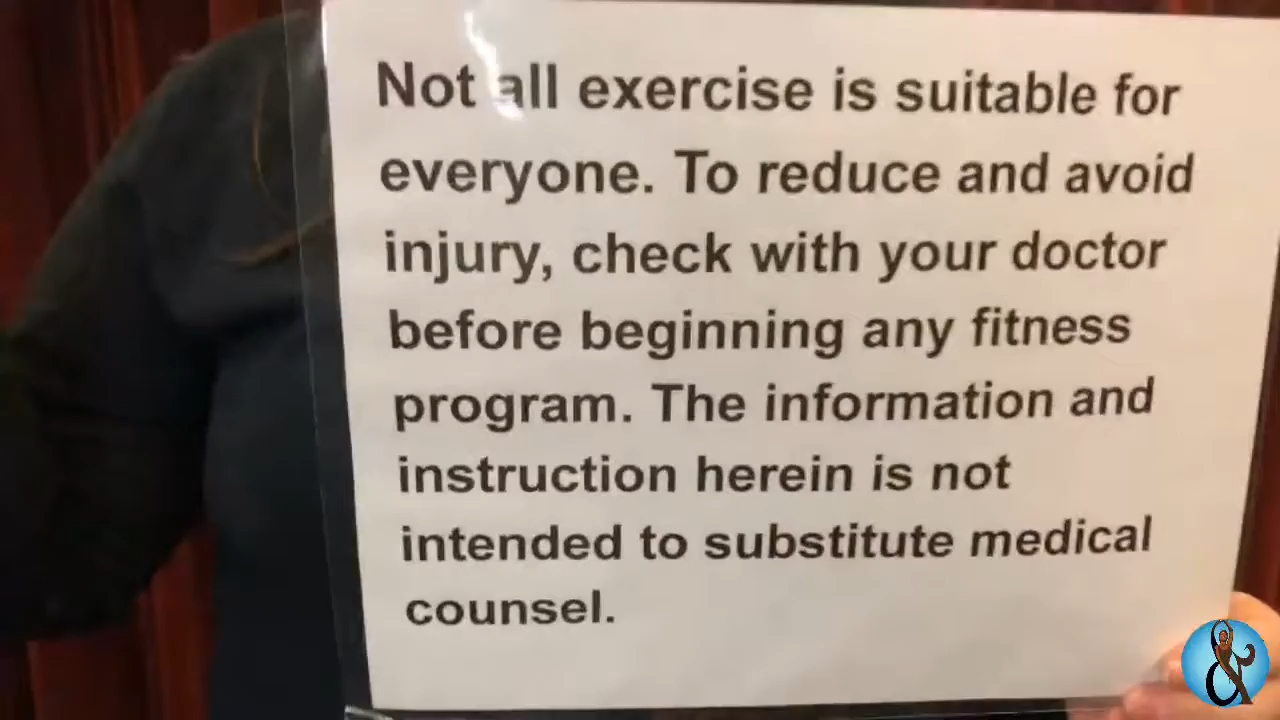 Not all exercise is suitable for
everyone. To reduce and avoid
injury, check with your doctor
before beginning any fitness
program. The information and
instruction herein is not
intended to substitute medical
counsel.
&